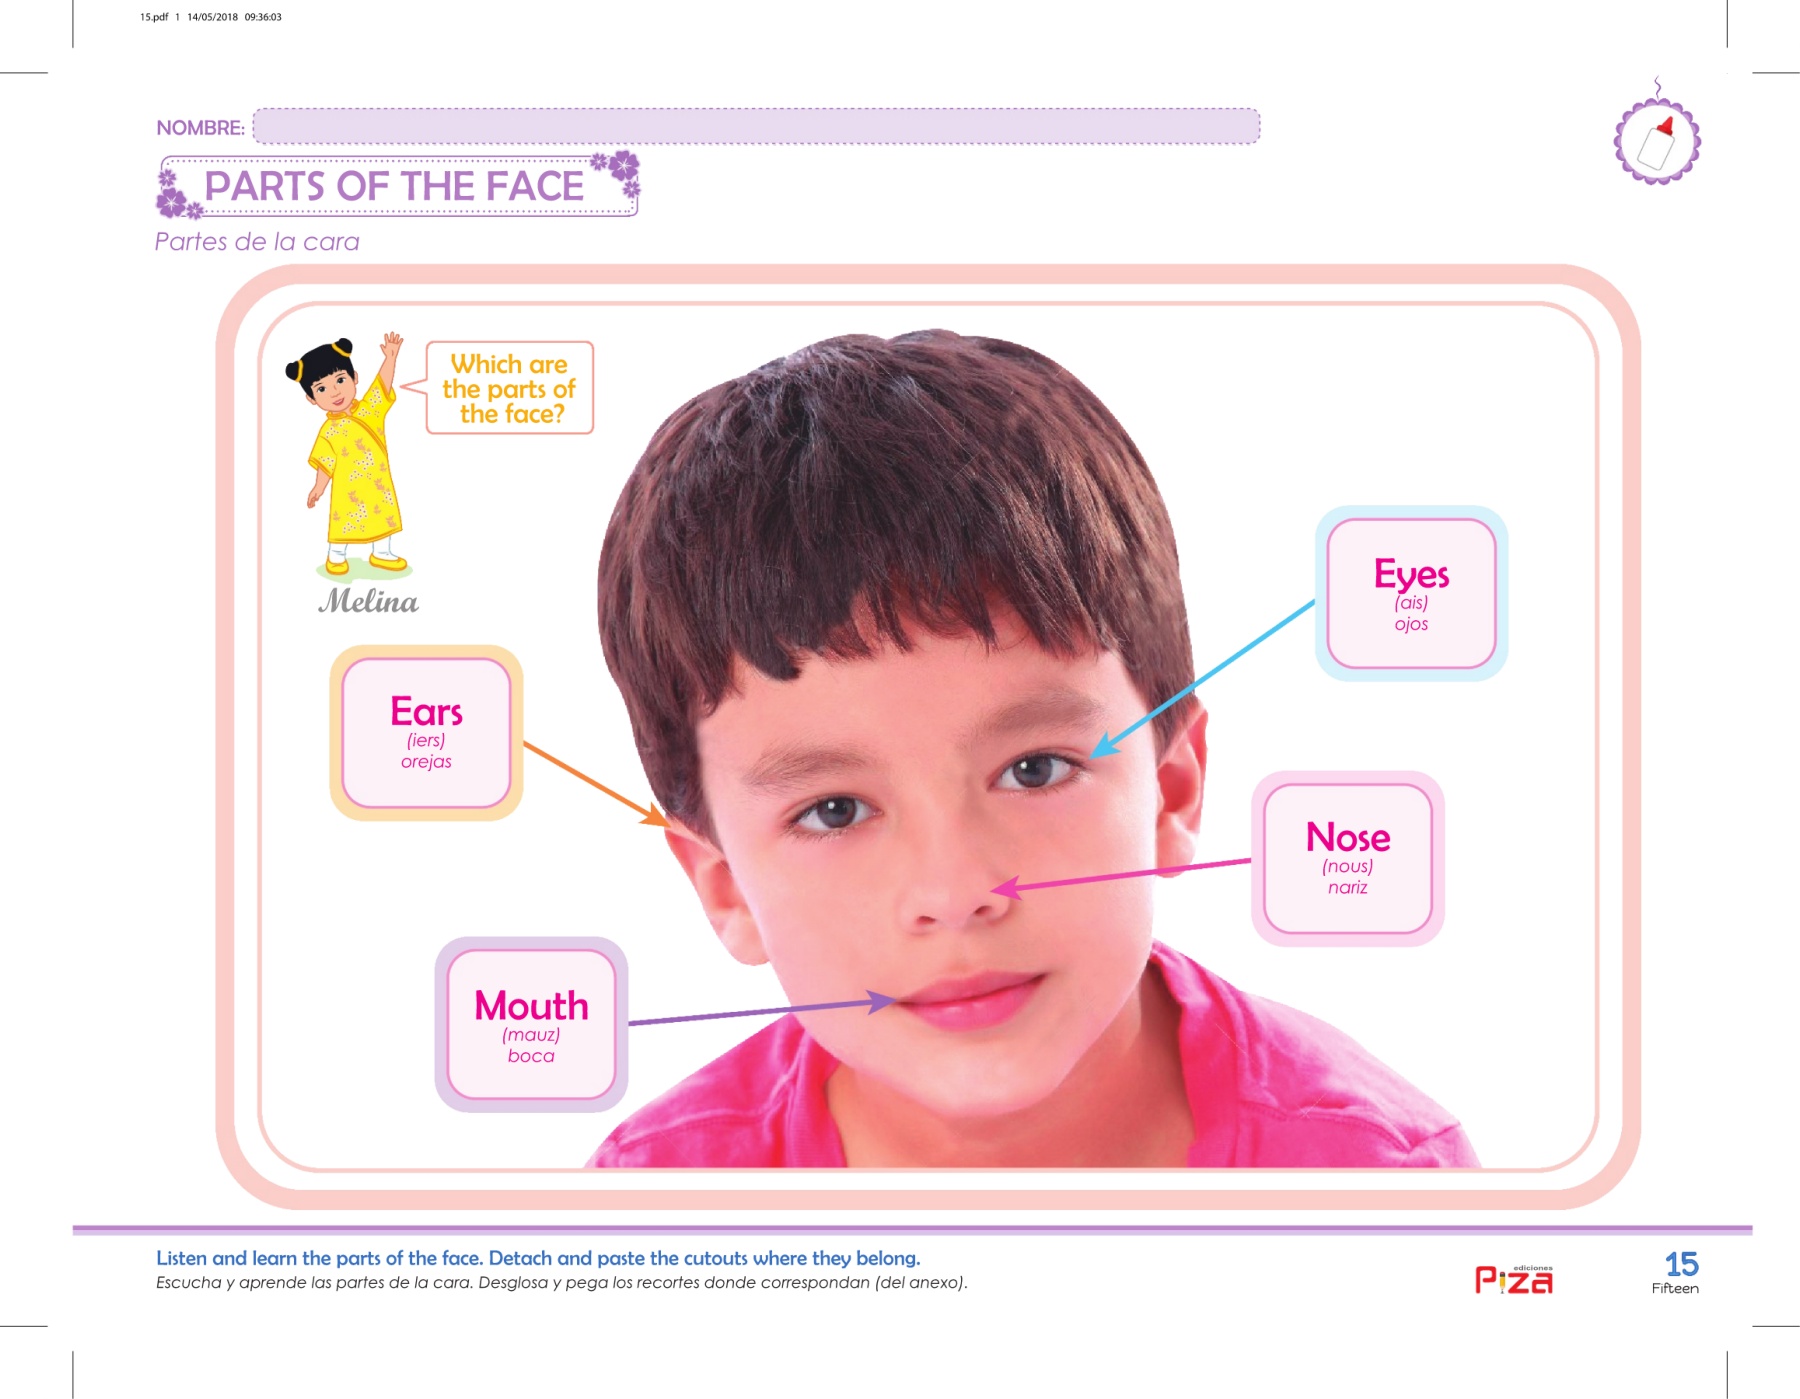 15.pdf 1 14/05/2018 09:36:03
NOMBRE:
PARTS OF THE FACE
Partes de la cara
Which are
the parts of
the face?
Melina
Eyes
(ais)
ojos
Ears
(iers)
orejas
Nose
(nous)
nariz
Mouth
(mauz)
boca
Listen and learn the parts of the face. Detach and paste the cutouts where they belong.
Escucha y aprende las partes de la cara. Desglosa y pega los recortes donde correspondan (del anexo).
ediciones
Piza
15
Fifteen